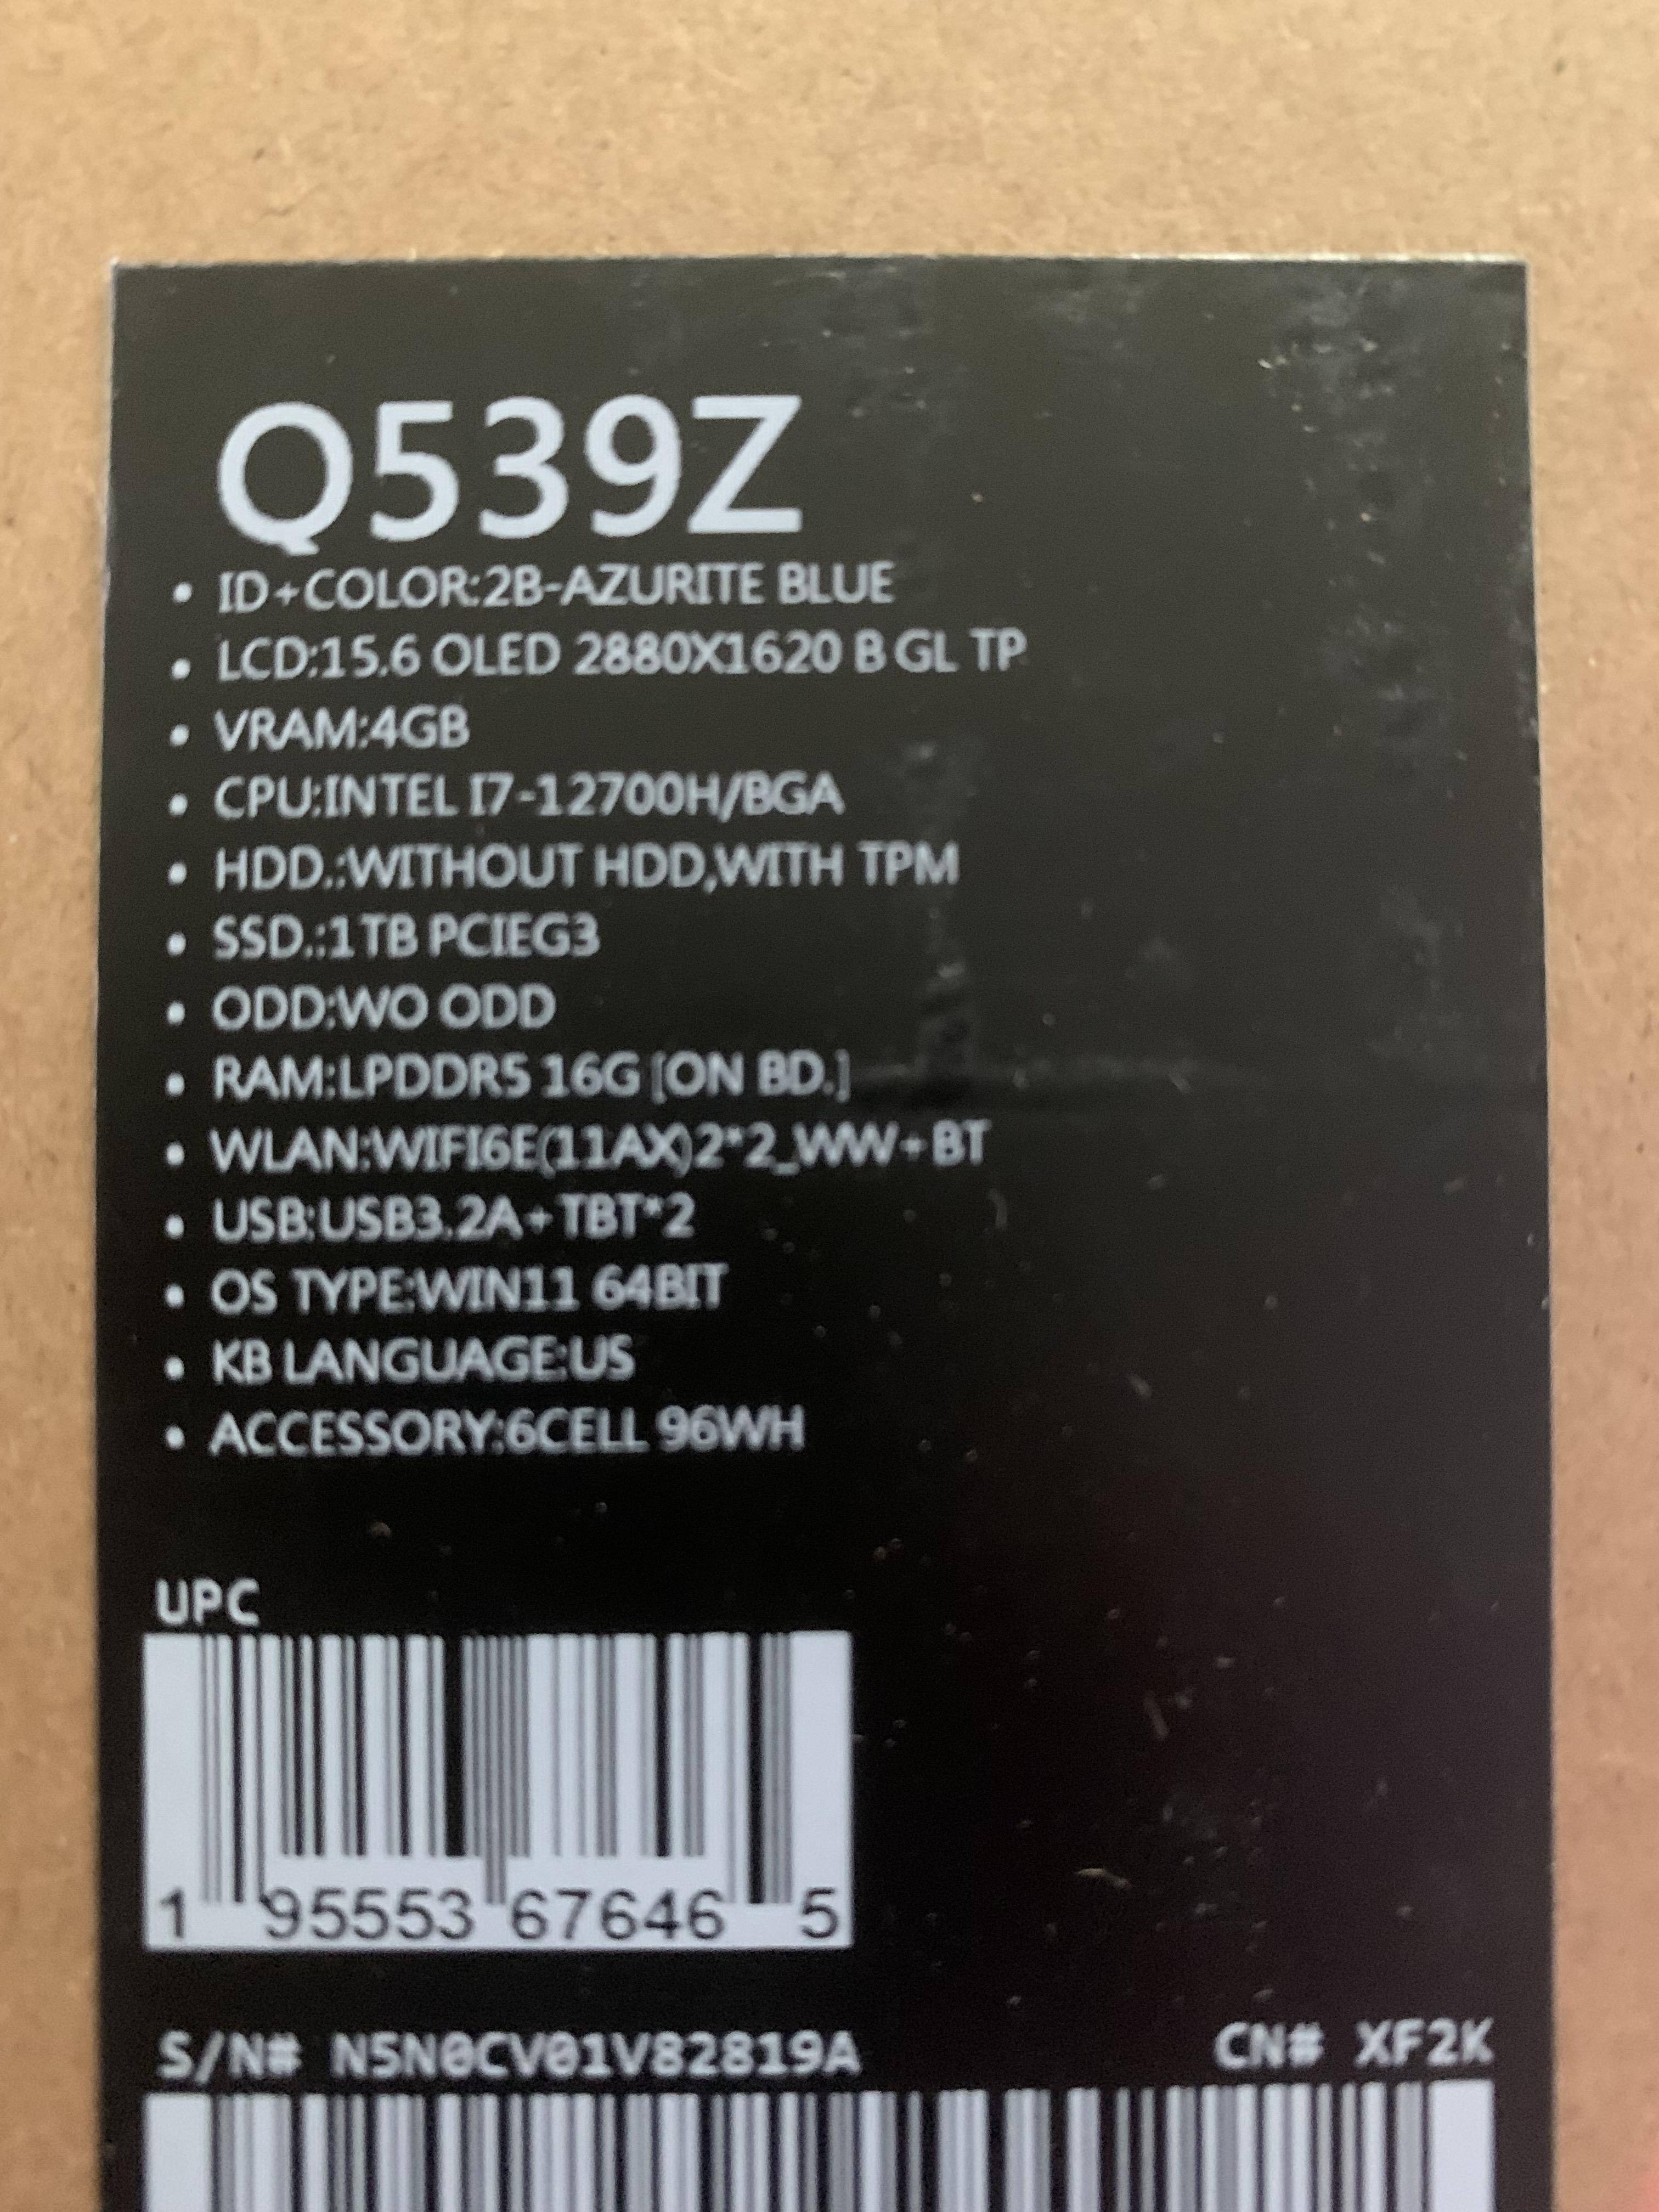 Q539Z
• ID+COLOR:2B-AZURITE BLUE
• LCD:15.6 OLED 2880X1620 B GL TP
• VRAM:4GB
• CPU:INTEL I7-12700H/BGA
• HDD.:WITHOUT HDD,WITH TPM
• SSD.:1TB PCIEG3
• ODD:WO ODD
• RAM:LPDDR5 16G [ON BD.]
• WLAN:WIFI6E(11AX)2*2_WW+BT
• USB:USB3.2A+TBT*2
• OS TYPE:WIN11 64BIT
• KB LANGUAGE:US
• ACCESSORY:6CELL 96WH
UPC
1 95553 67646 5
S/N# N5N0CV01V82819A CN# XF2K